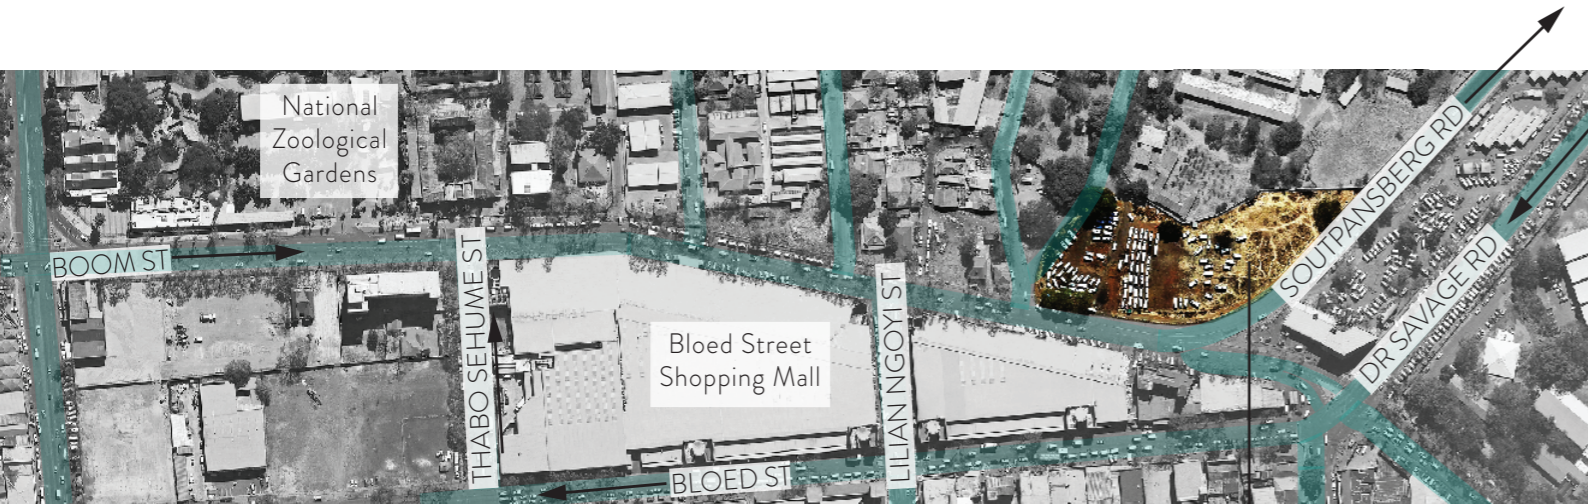 National
Zoological
Gardens
BOOM ST
THABO SEHUME ST
Bloed Street
Shopping Mall
LILIAN NGOYI ST
BLOED ST
SOUTPANSBERG RD
DR SAVAGE RD